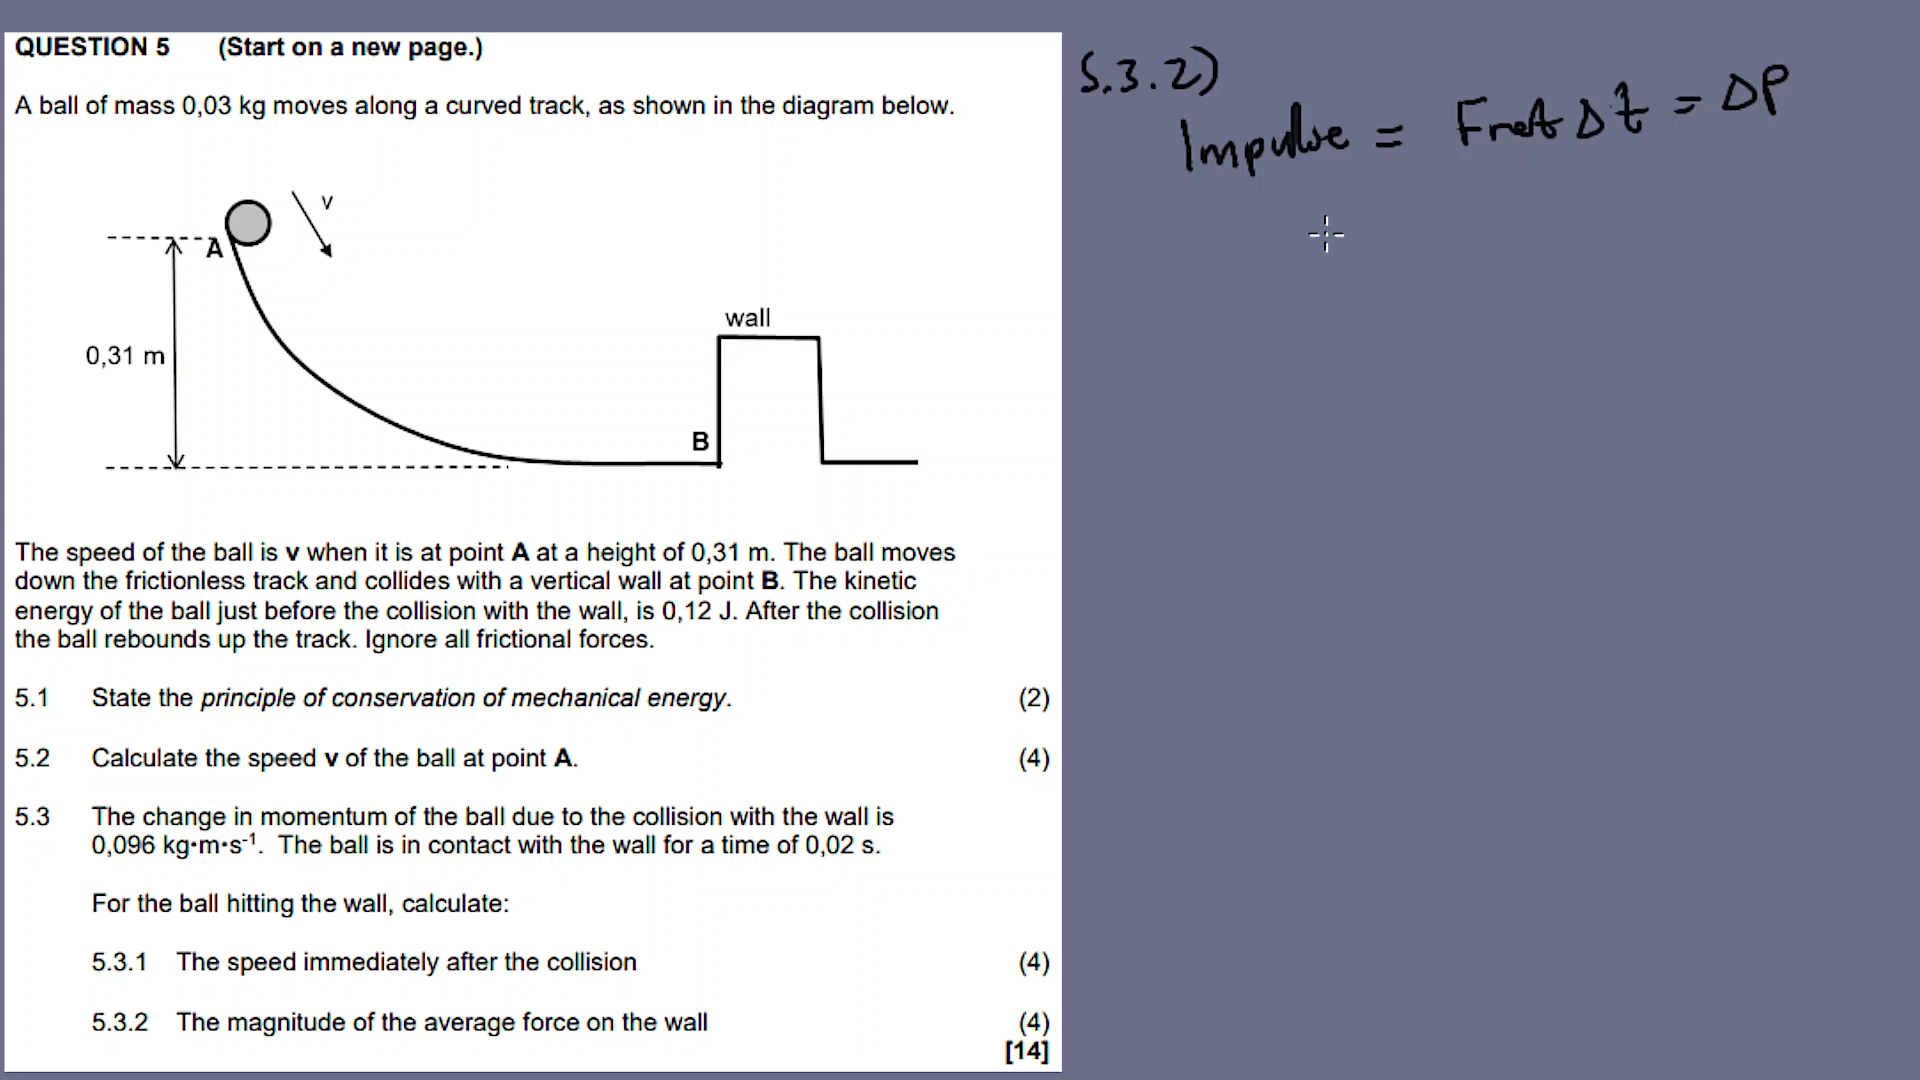 QUESTION 5 (Start on a new page.)
A ball of mass 0,03 kg moves along a curved track, as shown in the diagram below.
v
A
0,31 m
wall
B
The speed of the ball is v when it is at point A at a height of 0,31 m. The ball moves
down the frictionless track and collides with a vertical wall at point B. The kinetic
energy of the ball just before the collision with the wall, is 0,12 J. After the collision
the ball rebounds up the track. Ignore all frictional forces.
5.1 State the principle of conservation of mechanical energy. (2)
5.2 Calculate the speed v of the ball at point A. (4)
5.3 The change in momentum of the ball due to the collision with the wall is
0,096 kg·m·s⁻¹. The ball is in contact with the wall for a time of 0,02 s.
For the ball hitting the wall, calculate:
5.3.1 The speed immediately after the collision (4)
5.3.2 The magnitude of the average force on the wall (4)
[14]
5.3.2)
Impulse = Fnet Δt = ΔP